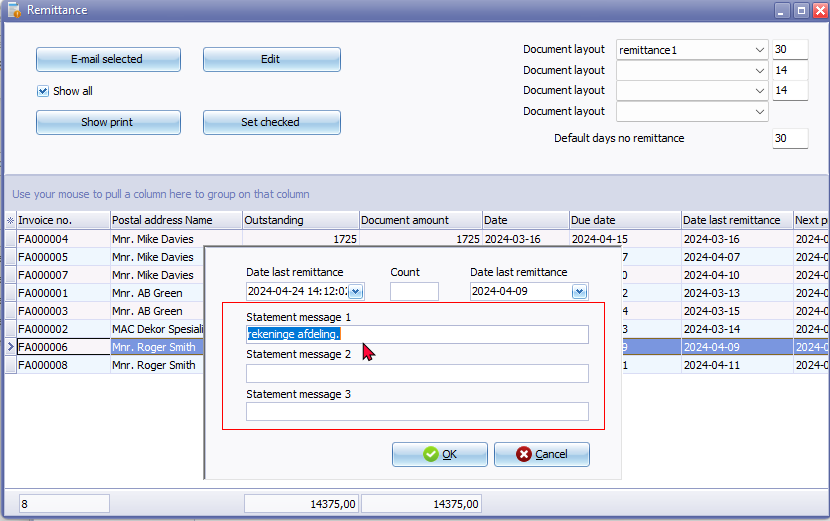 Remittance
E-mail selected Edit
Show all
Show print Set checked
Document layout remittance1 30
Document layout 14
Document layout 14
Document layout
Default days no remittance 30
Use your mouse to pull a column here to group on that column
Invoice no. Postal address Name Outstanding Document amount Date Due date Date last remittance Next p
FA000004 Mnr. Mike Davies 1725 1725 2024-03-16 2024-04-15 2024-03-16 2024-0
FA000005 Mnr. Mike Davies 7 2024-04-07 2024-0
FA000007 Mnr. Mike Davies 0 2024-04-10 2024-0
FA000001 Mnr. AB Green 2 2024-03-13 2024-0
FA000003 Mnr. AB Green 4 2024-03-15 2024-0
FA000002 MAC Dekor Speciali 3 2024-03-14 2024-0
FA000006 Mnr. Roger Smith 9 2024-04-09 2024-0
FA000008 Mnr. Roger Smith 1 2024-04-11 2024-0
Date last remittance Count Date last remittance
2024-04-24 14:12:02 2024-04-09
Statement message 1
rekeninge afdeling.
Statement message 2
Statement message 3
OK Cancel
8 14375,00 14375,00